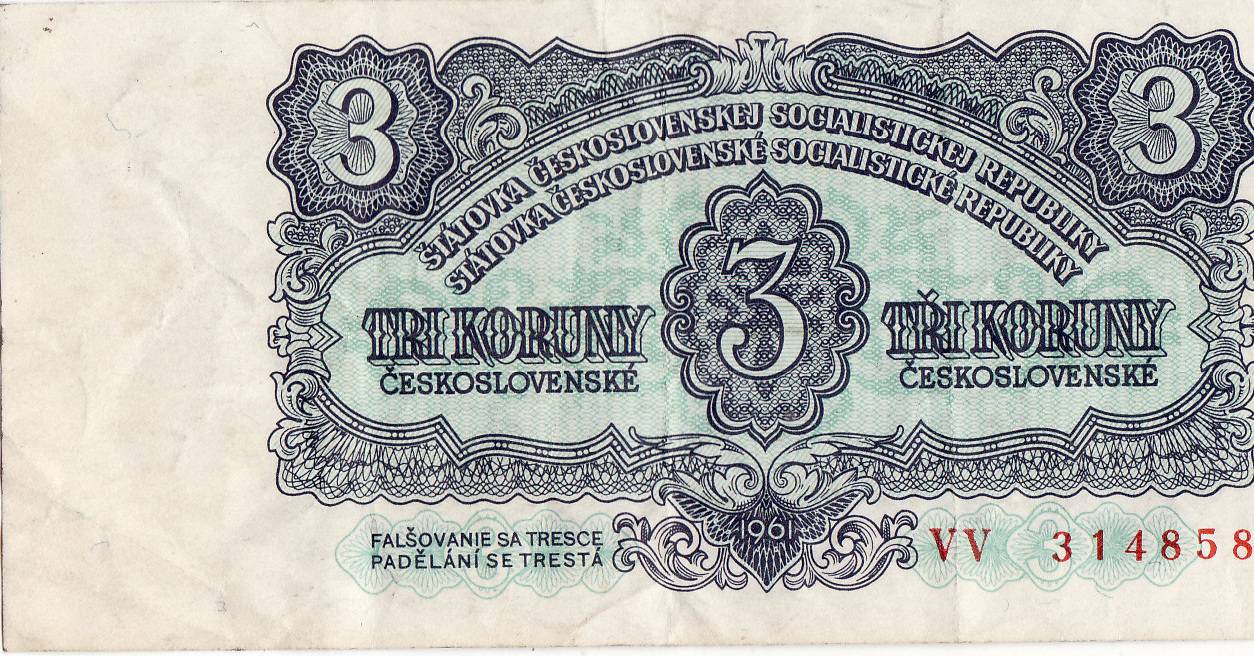 3 3
ŠTÁTOVKA ČESKOSLOVENSKEJ SOCIALISTICKEJ REPUBLIKY
STÁTOVKA ČESKOSLOVENSKÉ SOCIALISTICKÉ REPUBLIKY
3
TRI KORUNY TŘI KORUNY
ČESKOSLOVENSKÉ ČESKOSLOVENSKÉ
1961
FALŠOVANIE SA TRESCE
PADĚLÁNÍ SE TRESTÁ
VV 314858